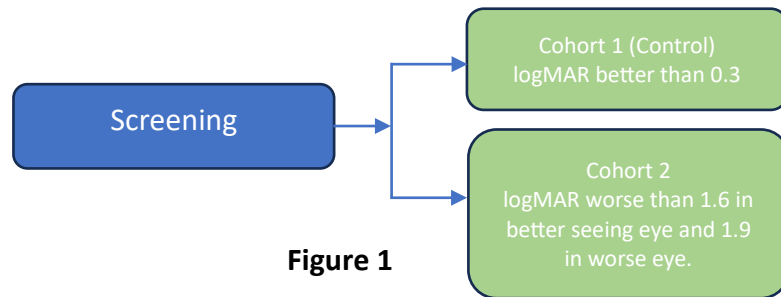 Screening
Cohort 1 (Control)
logMAR better than 0.3
Cohort 2
logMAR worse than 1.6 in
better seeing eye and 1.9
in worse eye.
Figure 1